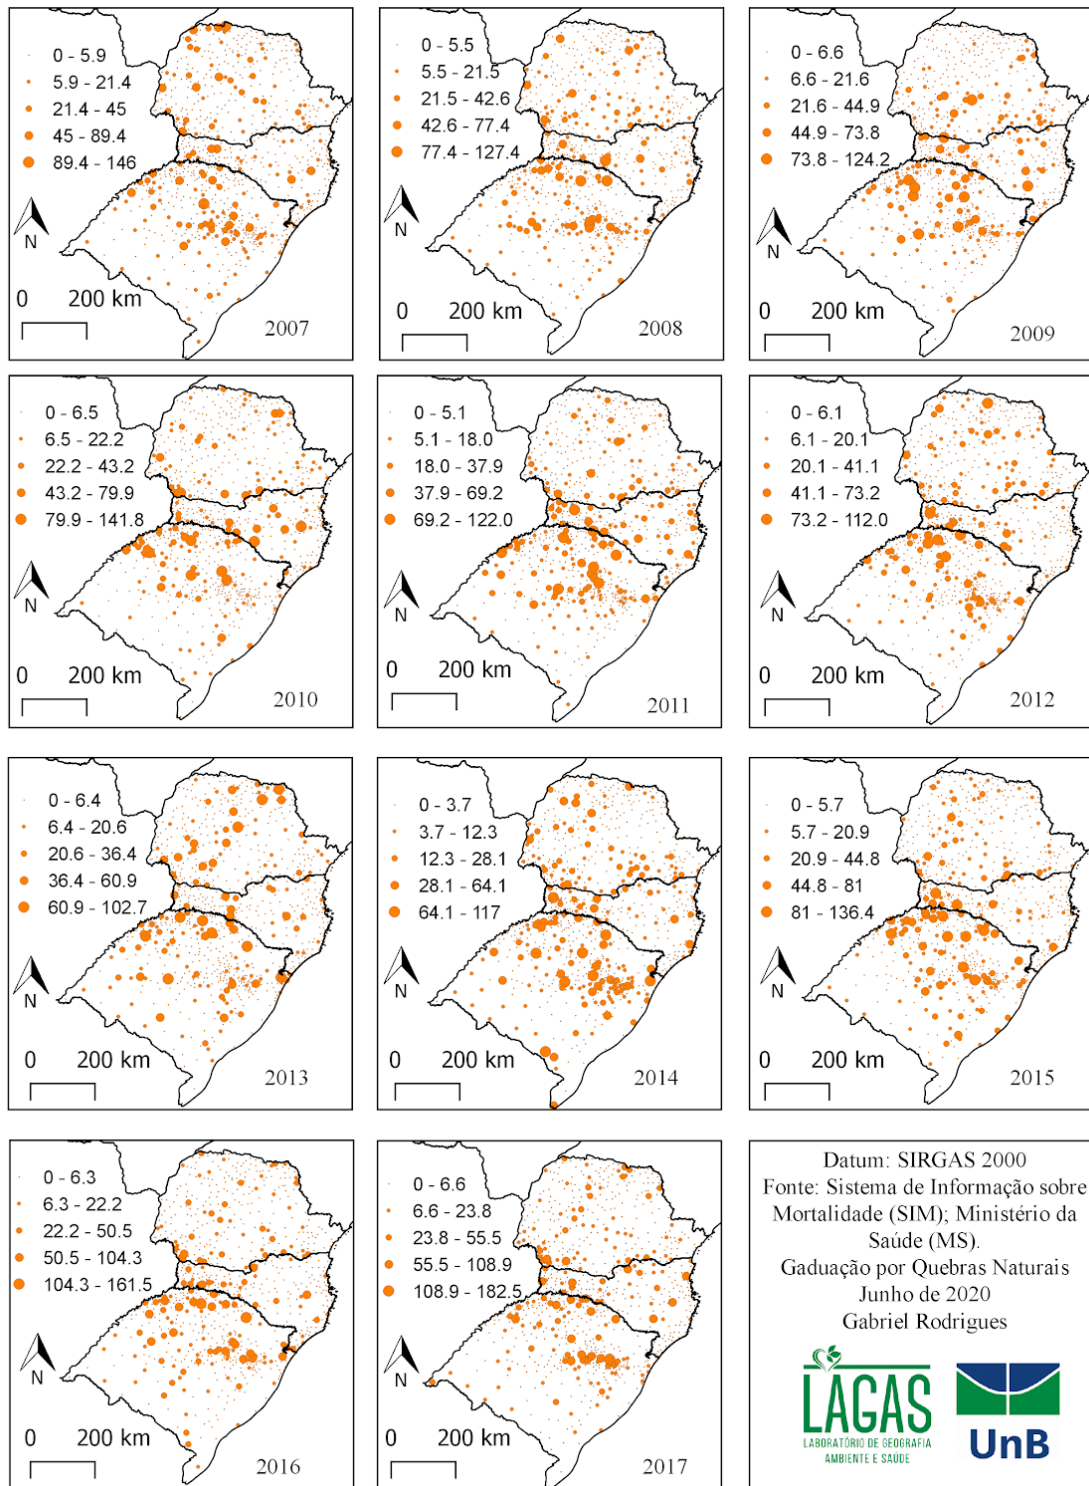 0 - 5.9
5.9 - 21.4
21.4 - 45
45 - 89.4
89.4 - 146
N
0 200 km
2007
0 - 5.5
5.5 - 21.5
21.5 - 42.6
42.6 - 77.4
77.4 - 127.4
N
0 200 km
2008
0 - 6.6
6.6 - 21.6
21.6 - 44.9
44.9 - 73.8
73.8 - 124.2
N
0 200 km
2009
0 - 6.5
6.5 - 22.2
22.2 - 43.2
43.2 - 79.9
79.9 - 141.8
N
0 200 km
2010
0 - 5.1
5.1 - 18.0
18.0 - 37.9
37.9 - 69.2
69.2 - 122.0
N
0 200 km
2011
0 - 6.1
6.1 - 20.1
20.1 - 41.1
41.1 - 73.2
73.2 - 112.0
N
0 200 km
2012
0 - 6.4
6.4 - 20.6
20.6 - 36.4
36.4 - 60.9
60.9 - 102.7
N
0 200 km
2013
0 - 3.7
3.7 - 12.3
12.3 - 28.1
28.1 - 64.1
64.1 - 117
N
0 200 km
2014
0 - 5.7
5.7 - 20.9
20.9 - 44.8
44.8 - 81
81 - 136.4
N
0 200 km
2015
0 - 6.3
6.3 - 22.2
22.2 - 50.5
50.5 - 104.3
104.3 - 161.5
N
0 200 km
2016
0 - 6.6
6.6 - 23.8
23.8 - 55.5
55.5 - 108.9
108.9 - 182.5
N
0 200 km
2017
Datum: SIRGAS 2000
Fonte: Sistema de Informação sobre
Mortalidade (SIM); Ministério da
Saúde (MS).
Gaduação por Quebras Naturais
Junho de 2020
Gabriel Rodrigues
LAGAS
LABORATÓRIO DE GEOGRAFIA
AMBIENTE E SAÚDE
UnB